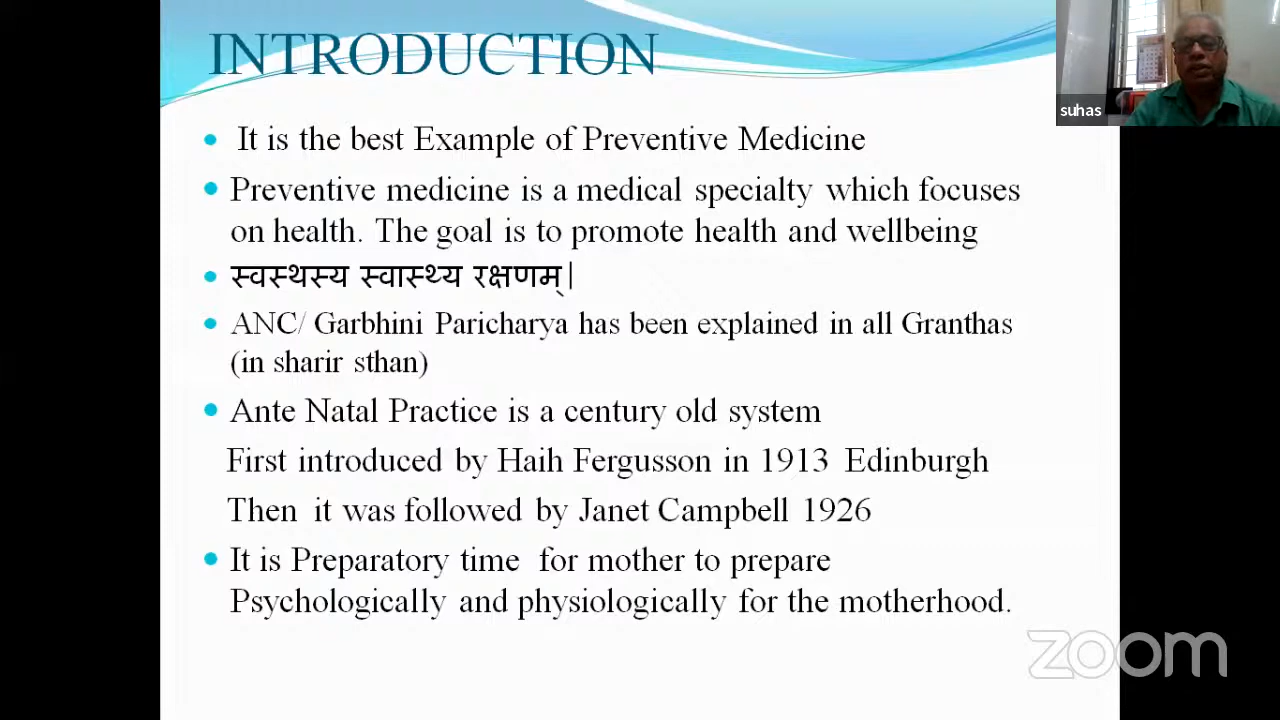 INTRODUCTION
suhas
It is the best Example of Preventive Medicine
Preventive medicine is a medical specialty which focuses
on health. The goal is to promote health and wellbeing
स्वस्थस्य स्वास्थ्य रक्षणम्|
ANC/ Garbhini Paricharya has been explained in all Granthas
(in sharir sthan)
Ante Natal Practice is a century old system
First introduced by Haih Fergusson in 1913 Edinburgh
Then it was followed by Janet Campbell 1926
It is Preparatory time for mother to prepare
Psychologically and physiologically for the motherhood.
zoom